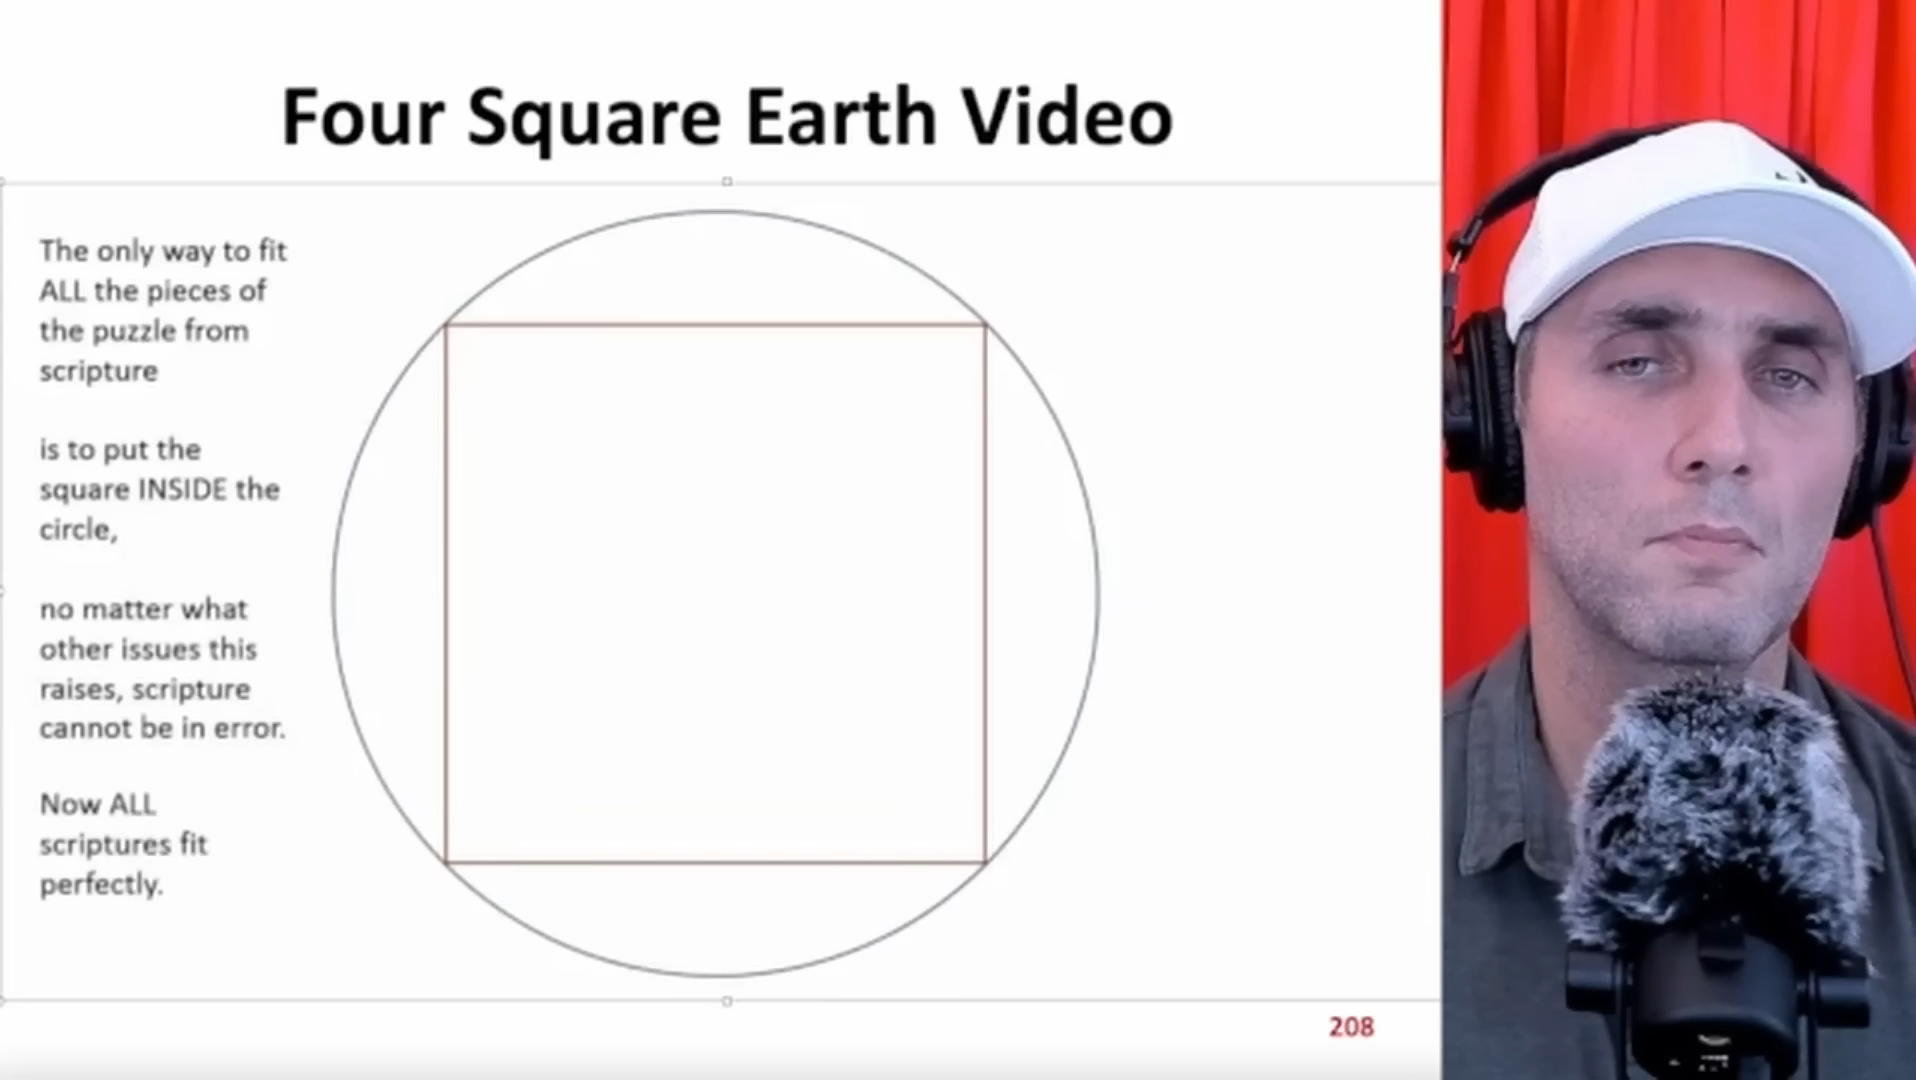 Four Square Earth Video
The only way to fit
ALL the pieces of
the puzzle from
scripture
is to put the
square INSIDE the
circle,
no matter what
other issues this
raises, scripture
cannot be in error.
Now ALL
scriptures fit
perfectly.
208